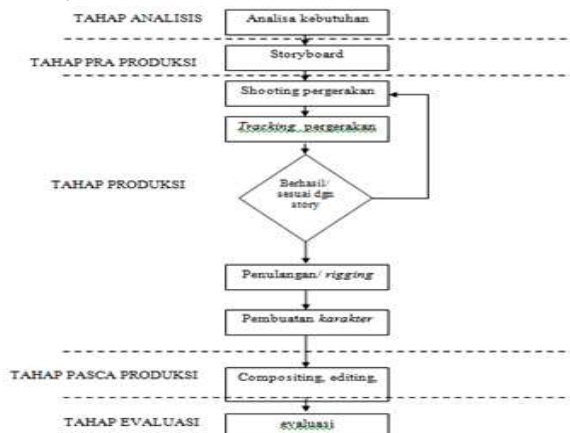 TAHAP ANALISIS
Analisa kebutuhan
TAHAP PRA PRODUKSI
Storyboard
Shooting pergerakan
Tracking pergerakan
TAHAP PRODUKSI
Berhasil/
sesuai dgn
story
Penulangan/ rigging
Pembuatan karakter
TAHAP PASCA PRODUKSI
Compositing, editing,
TAHAP EVALUASI
evaluasi